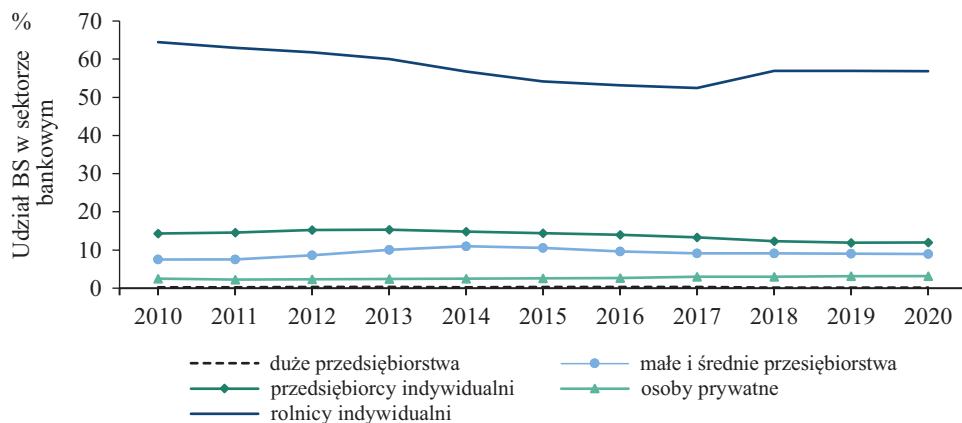 %
Udział BS w sektorze
bankowym
70
60
50
40
30
20
10
0
2010 2011 2012 2013 2014 2015 2016 2017 2018 2019 2020
duże przedsiębiorstwa małe i średnie przesiębiorstwa
przedsiębiorcy indywidualni osoby prywatne
rolnicy indywidualni